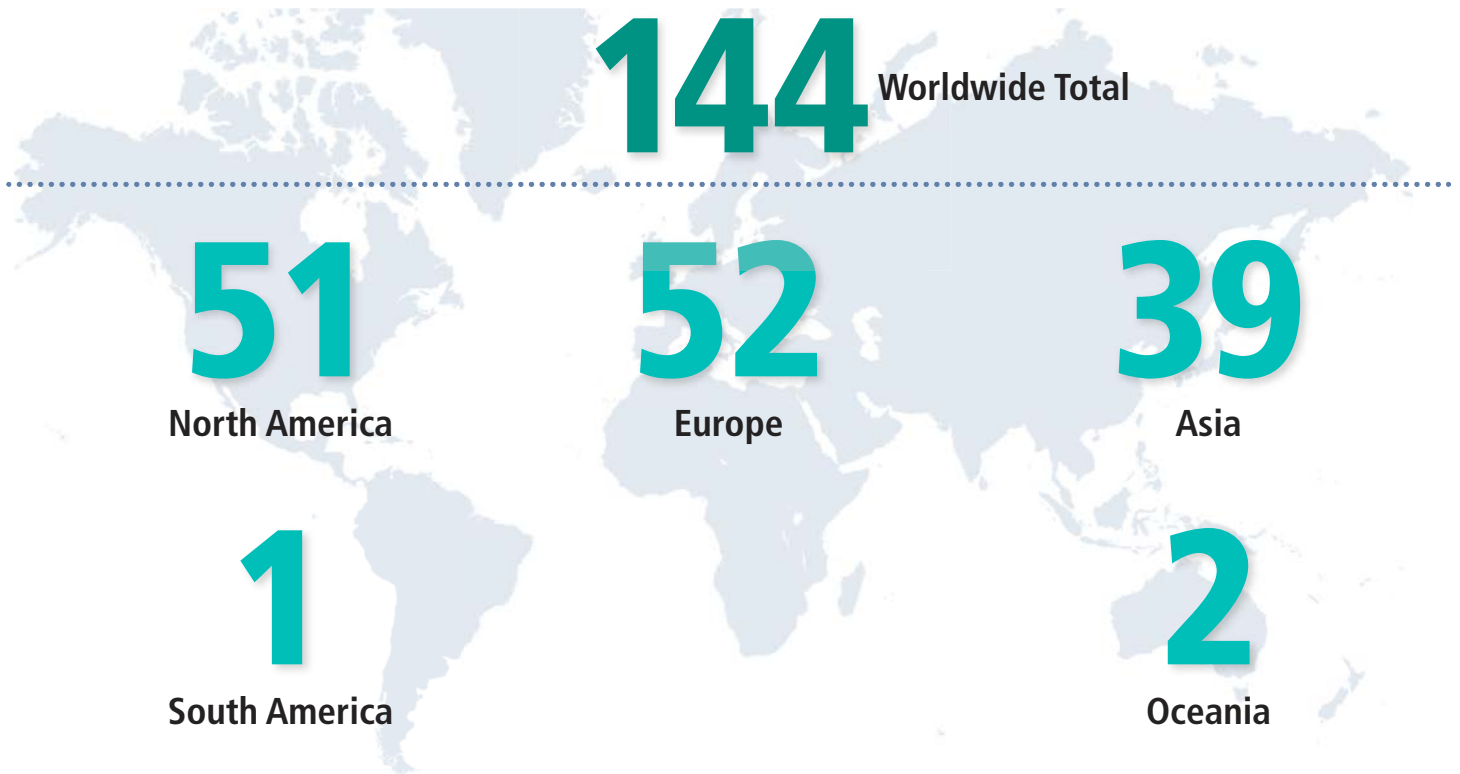 144 Worldwide Total
51
North America
52
Europe
39
Asia
1
South America
2
Oceania